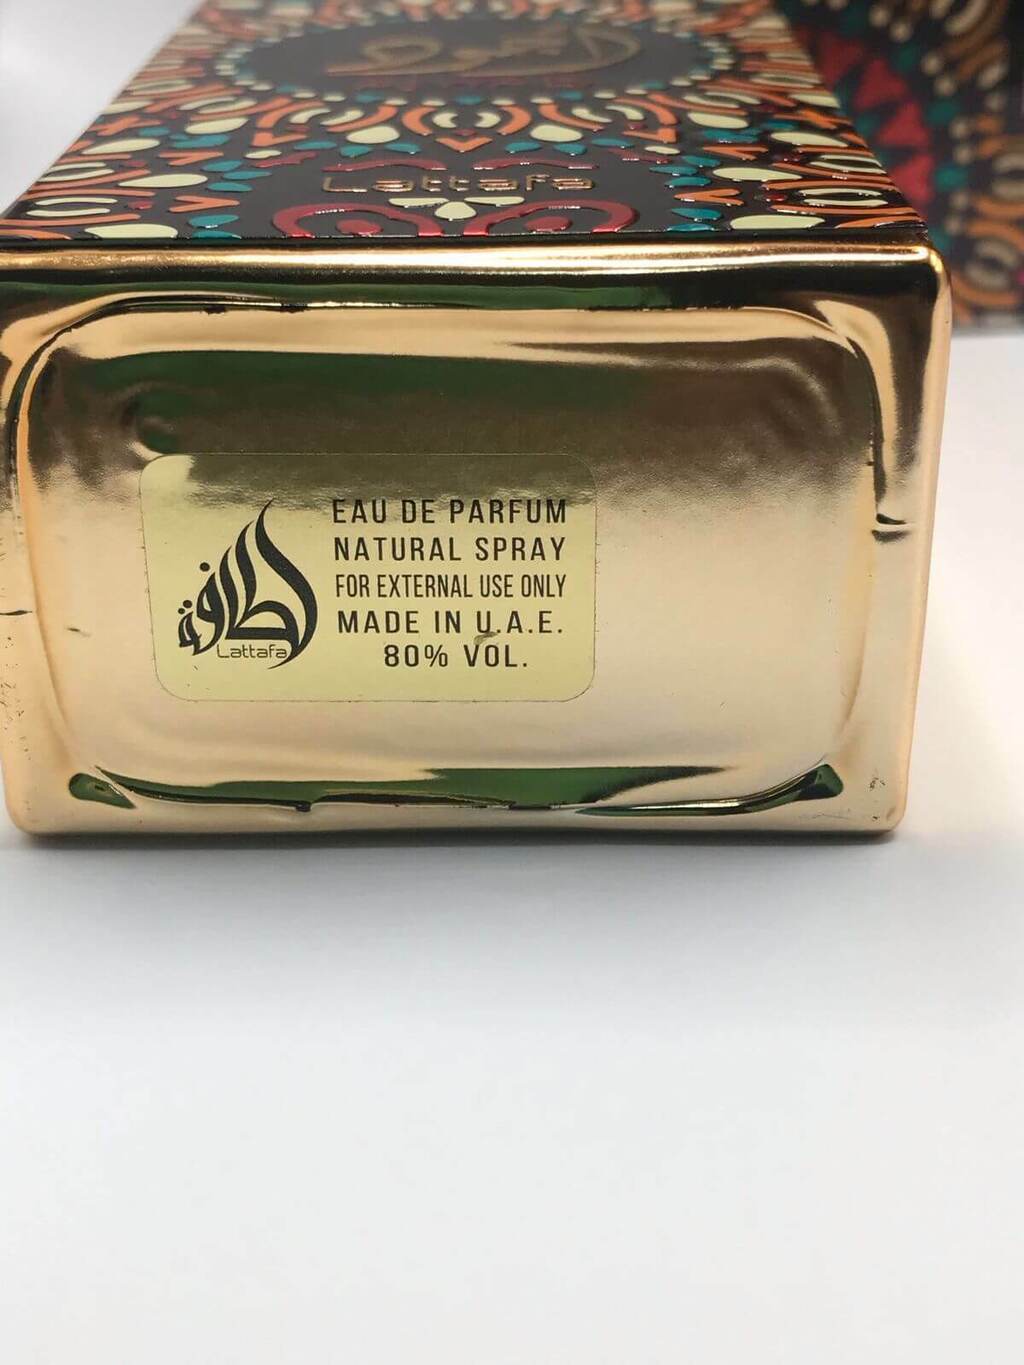 Lattafa
لطافة
Lattafa
EAU DE PARFUM
NATURAL SPRAY
FOR EXTERNAL USE ONLY
MADE IN U.A.E.
80% VOL.